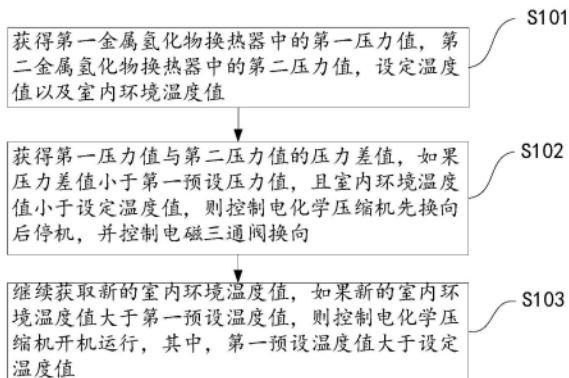 S101
获得第一金属氢化物换热器中的第一压力值，第
二金属氢化物换热器中的第二压力值，设定温度
值以及室内环境温度值
S102
获得第一压力值与第二压力值的压力差值，如果
压力差值小于第一预设压力值，且室内环境温度
值小于设定温度值，则控制电化学压缩机先换向
后停机，并控制电磁三通阀换向
S103
继续获取新的室内环境温度值，如果新的室内环
境温度值大于第一预设温度值，则控制电化学压
缩机开机运行，其中，第一预设温度值大于设定
温度值